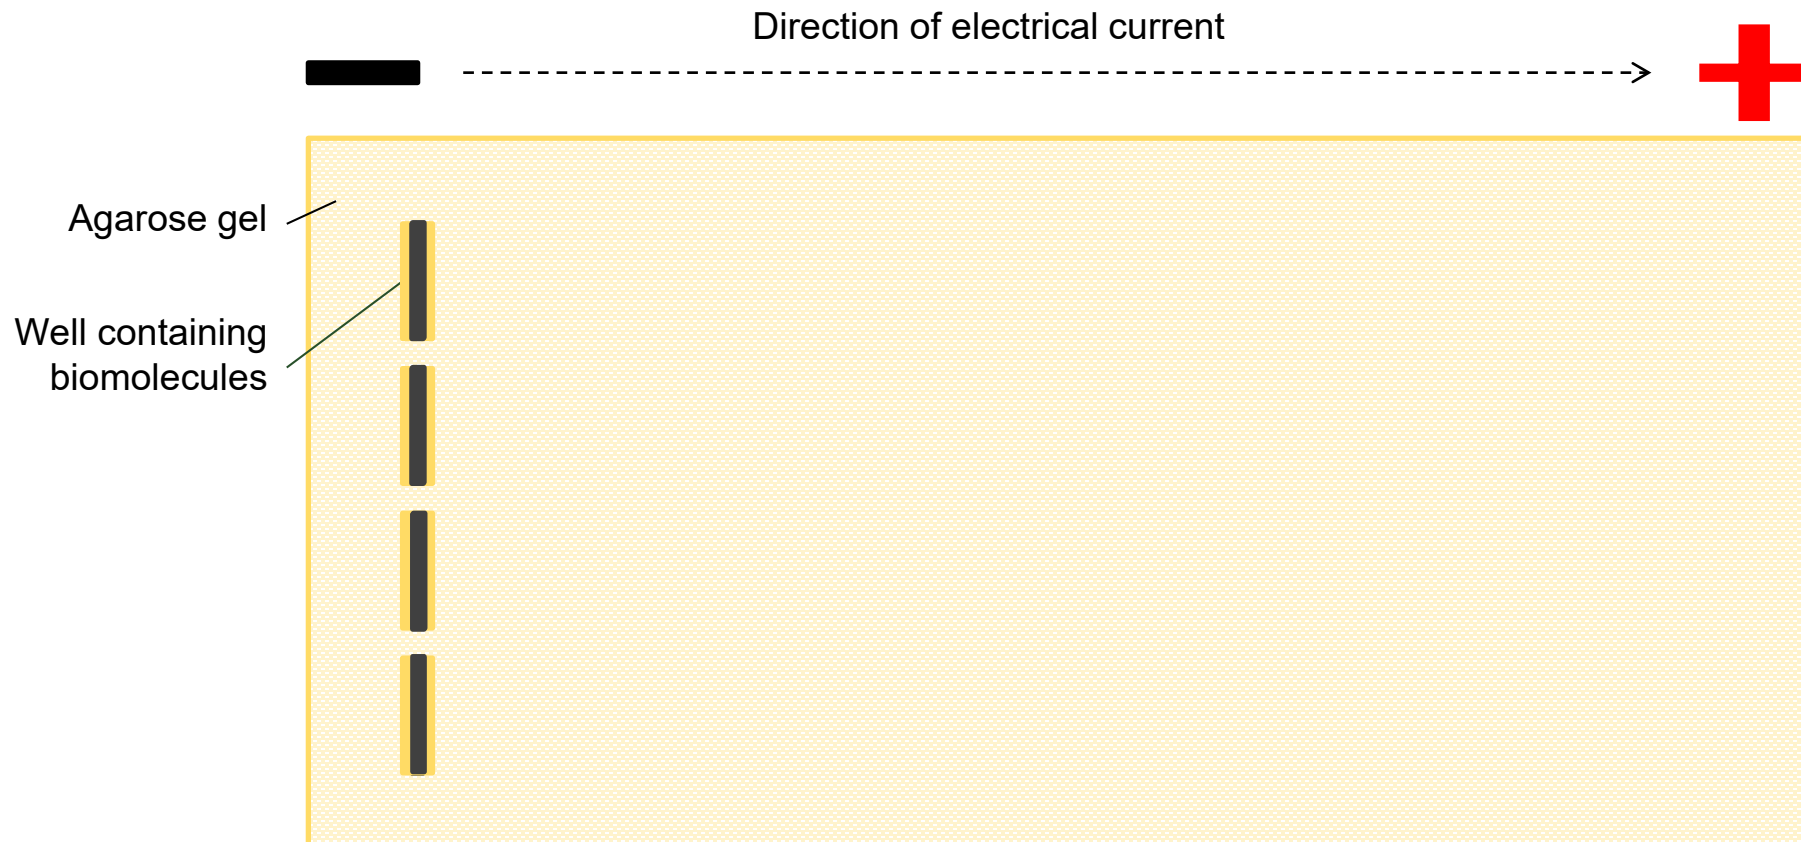 Direction of electrical current
Agarose gel
Well containing
biomolecules